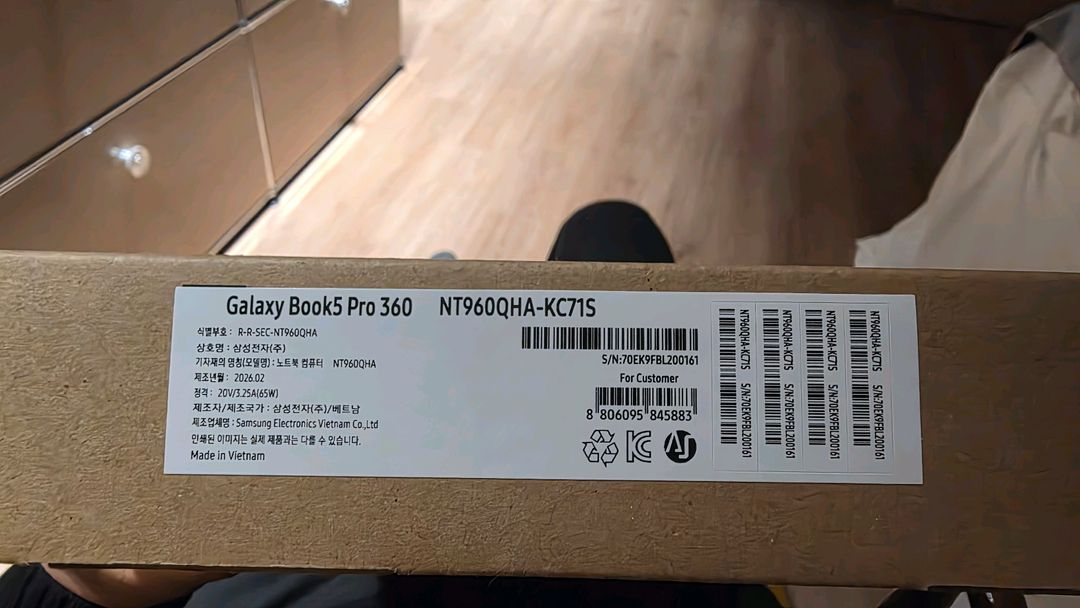 Galaxy Book5 Pro 360 NT960QHA-KC71S
식별부호 : R-R-SEC-NT960QHA
상호명 : 삼성전자(주)
기자재의 명칭(모델명) : 노트북 컴퓨터 NT960QHA
제조년월 : 2026.02
정격 : 20V/3.25A(65W)
제조자/제조국가 : 삼성전자(주)/베트남
제조업체명 : Samsung Electronics Vietnam Co.,Ltd
인쇄된 이미지는 실제 제품과는 다를 수 있습니다.
Made in Vietnam
S/N:70EK9FBL200161
For Customer
8 806095 845883
KC
NT960QHA-KC71S S/N:70EK9FBL200161
NT960QHA-KC71S S/N:70EK9FBL200161
NT960QHA-KC71S S/N:70EK9FBL200161
NT960QHA-KC71S S/N:70EK9FBL200161